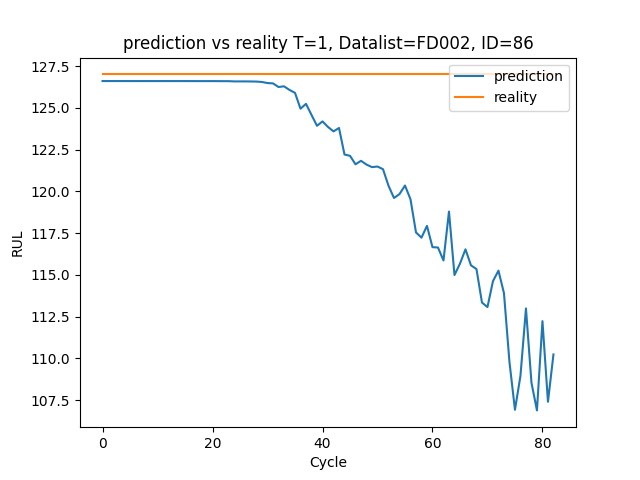 prediction vs reality T=1, Datalist=FD002, ID=86
127.5
125.0
122.5
120.0
117.5
115.0
112.5
110.0
107.5
RUL
prediction
reality
0 20 40 60 80
Cycle